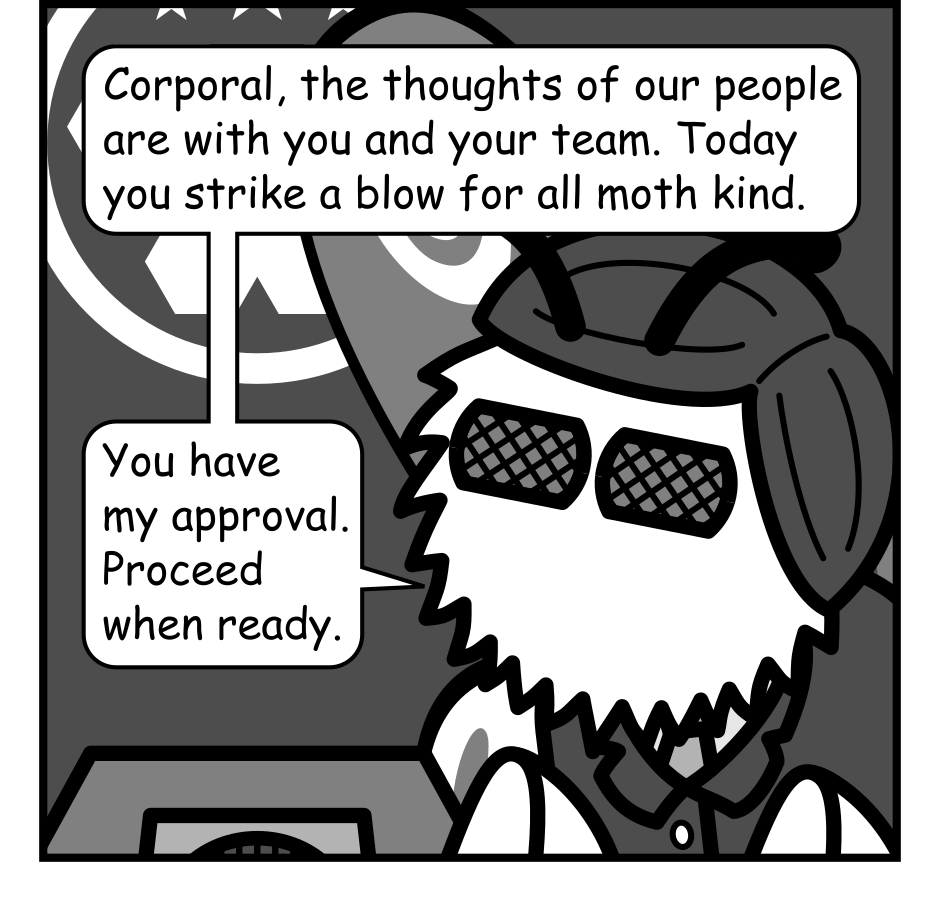 Corporal, the thoughts of our people
are with you and your team. Today
you strike a blow for all moth kind.
You have
my approval.
Proceed
when ready.